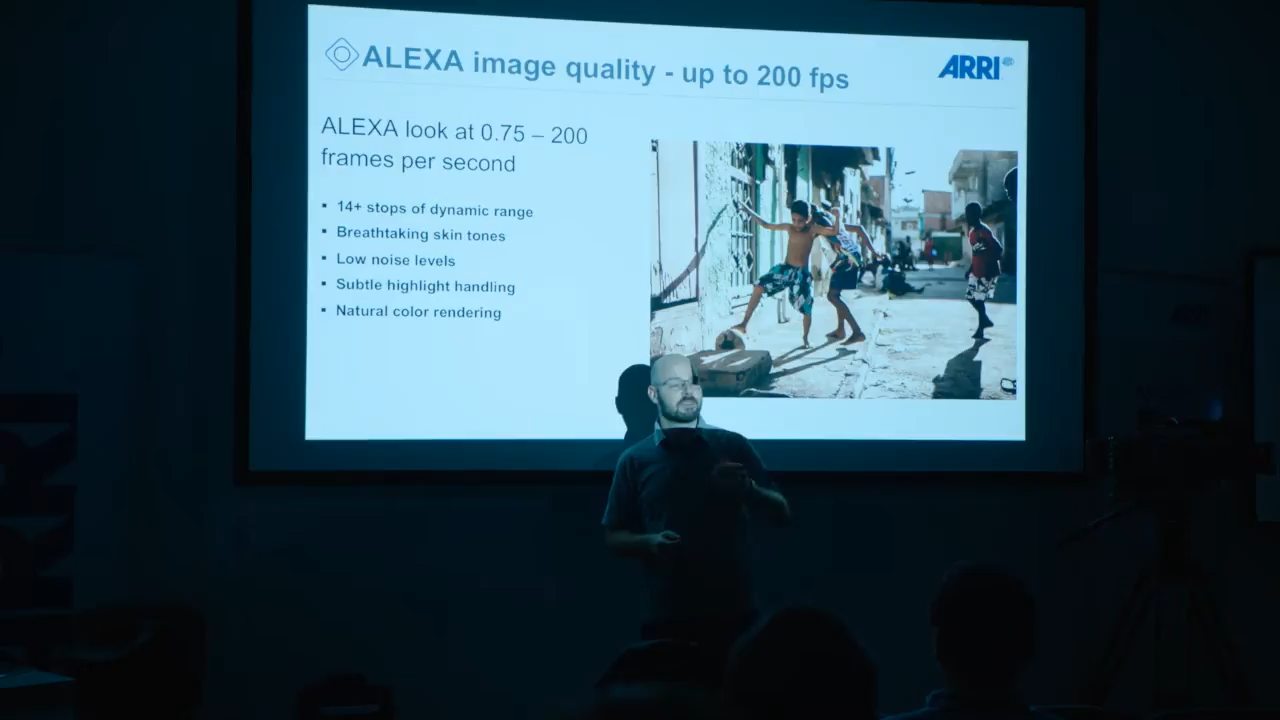 ALEXA image quality - up to 200 fps
ARRI
ALEXA look at 0.75 – 200
frames per second
▪ 14+ stops of dynamic range
▪ Breathtaking skin tones
▪ Low noise levels
▪ Subtle highlight handling
▪ Natural color rendering